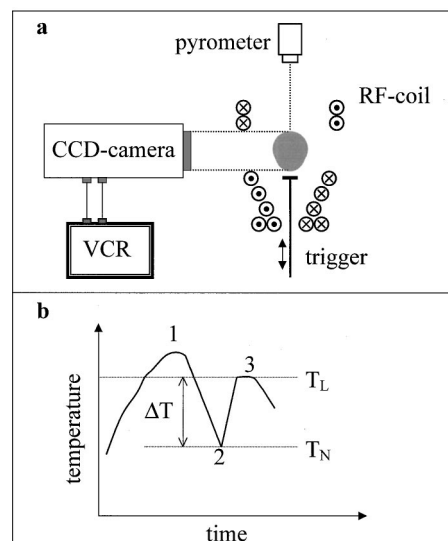 a
pyrometer
RF-coil
CCD-camera
VCR
trigger
b
1
3
T_L
ΔT
2
T_N
temperature
time